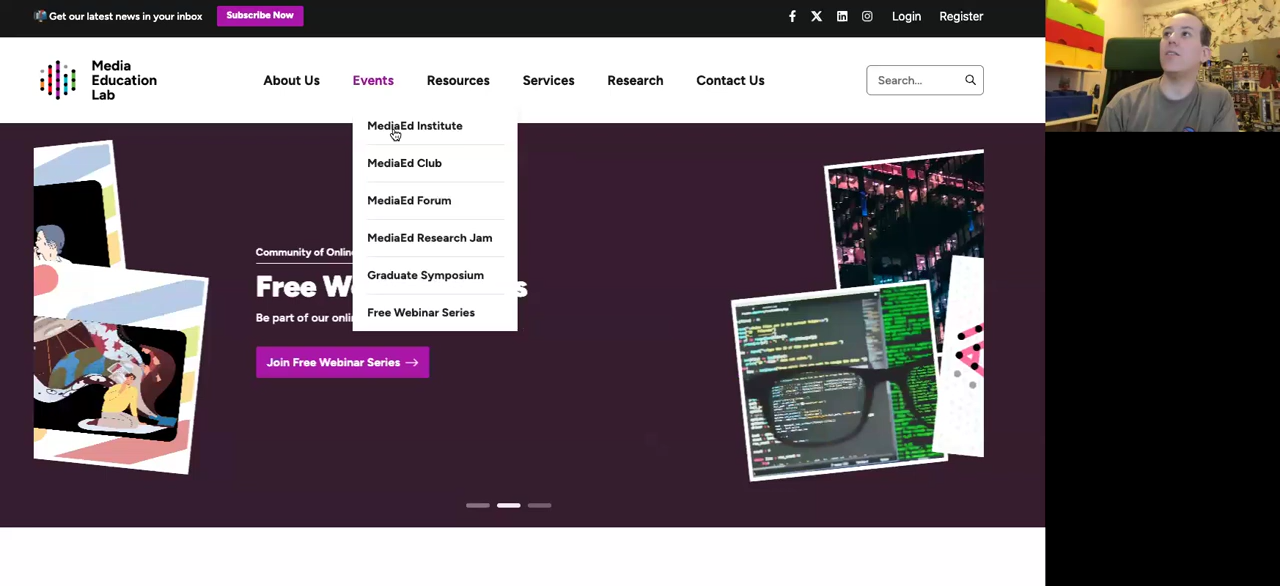 Get our latest news in your inbox
Subscribe Now
Login
Register
Media
Education
Lab
About Us
Events
Resources
Services
Research
Contact Us
Search...
MediaEd Institute
MediaEd Club
MediaEd Forum
MediaEd Research Jam
Graduate Symposium
Free Webinar Series
Community of Online
Free W s
Be part of our onli
Join Free Webinar Series →